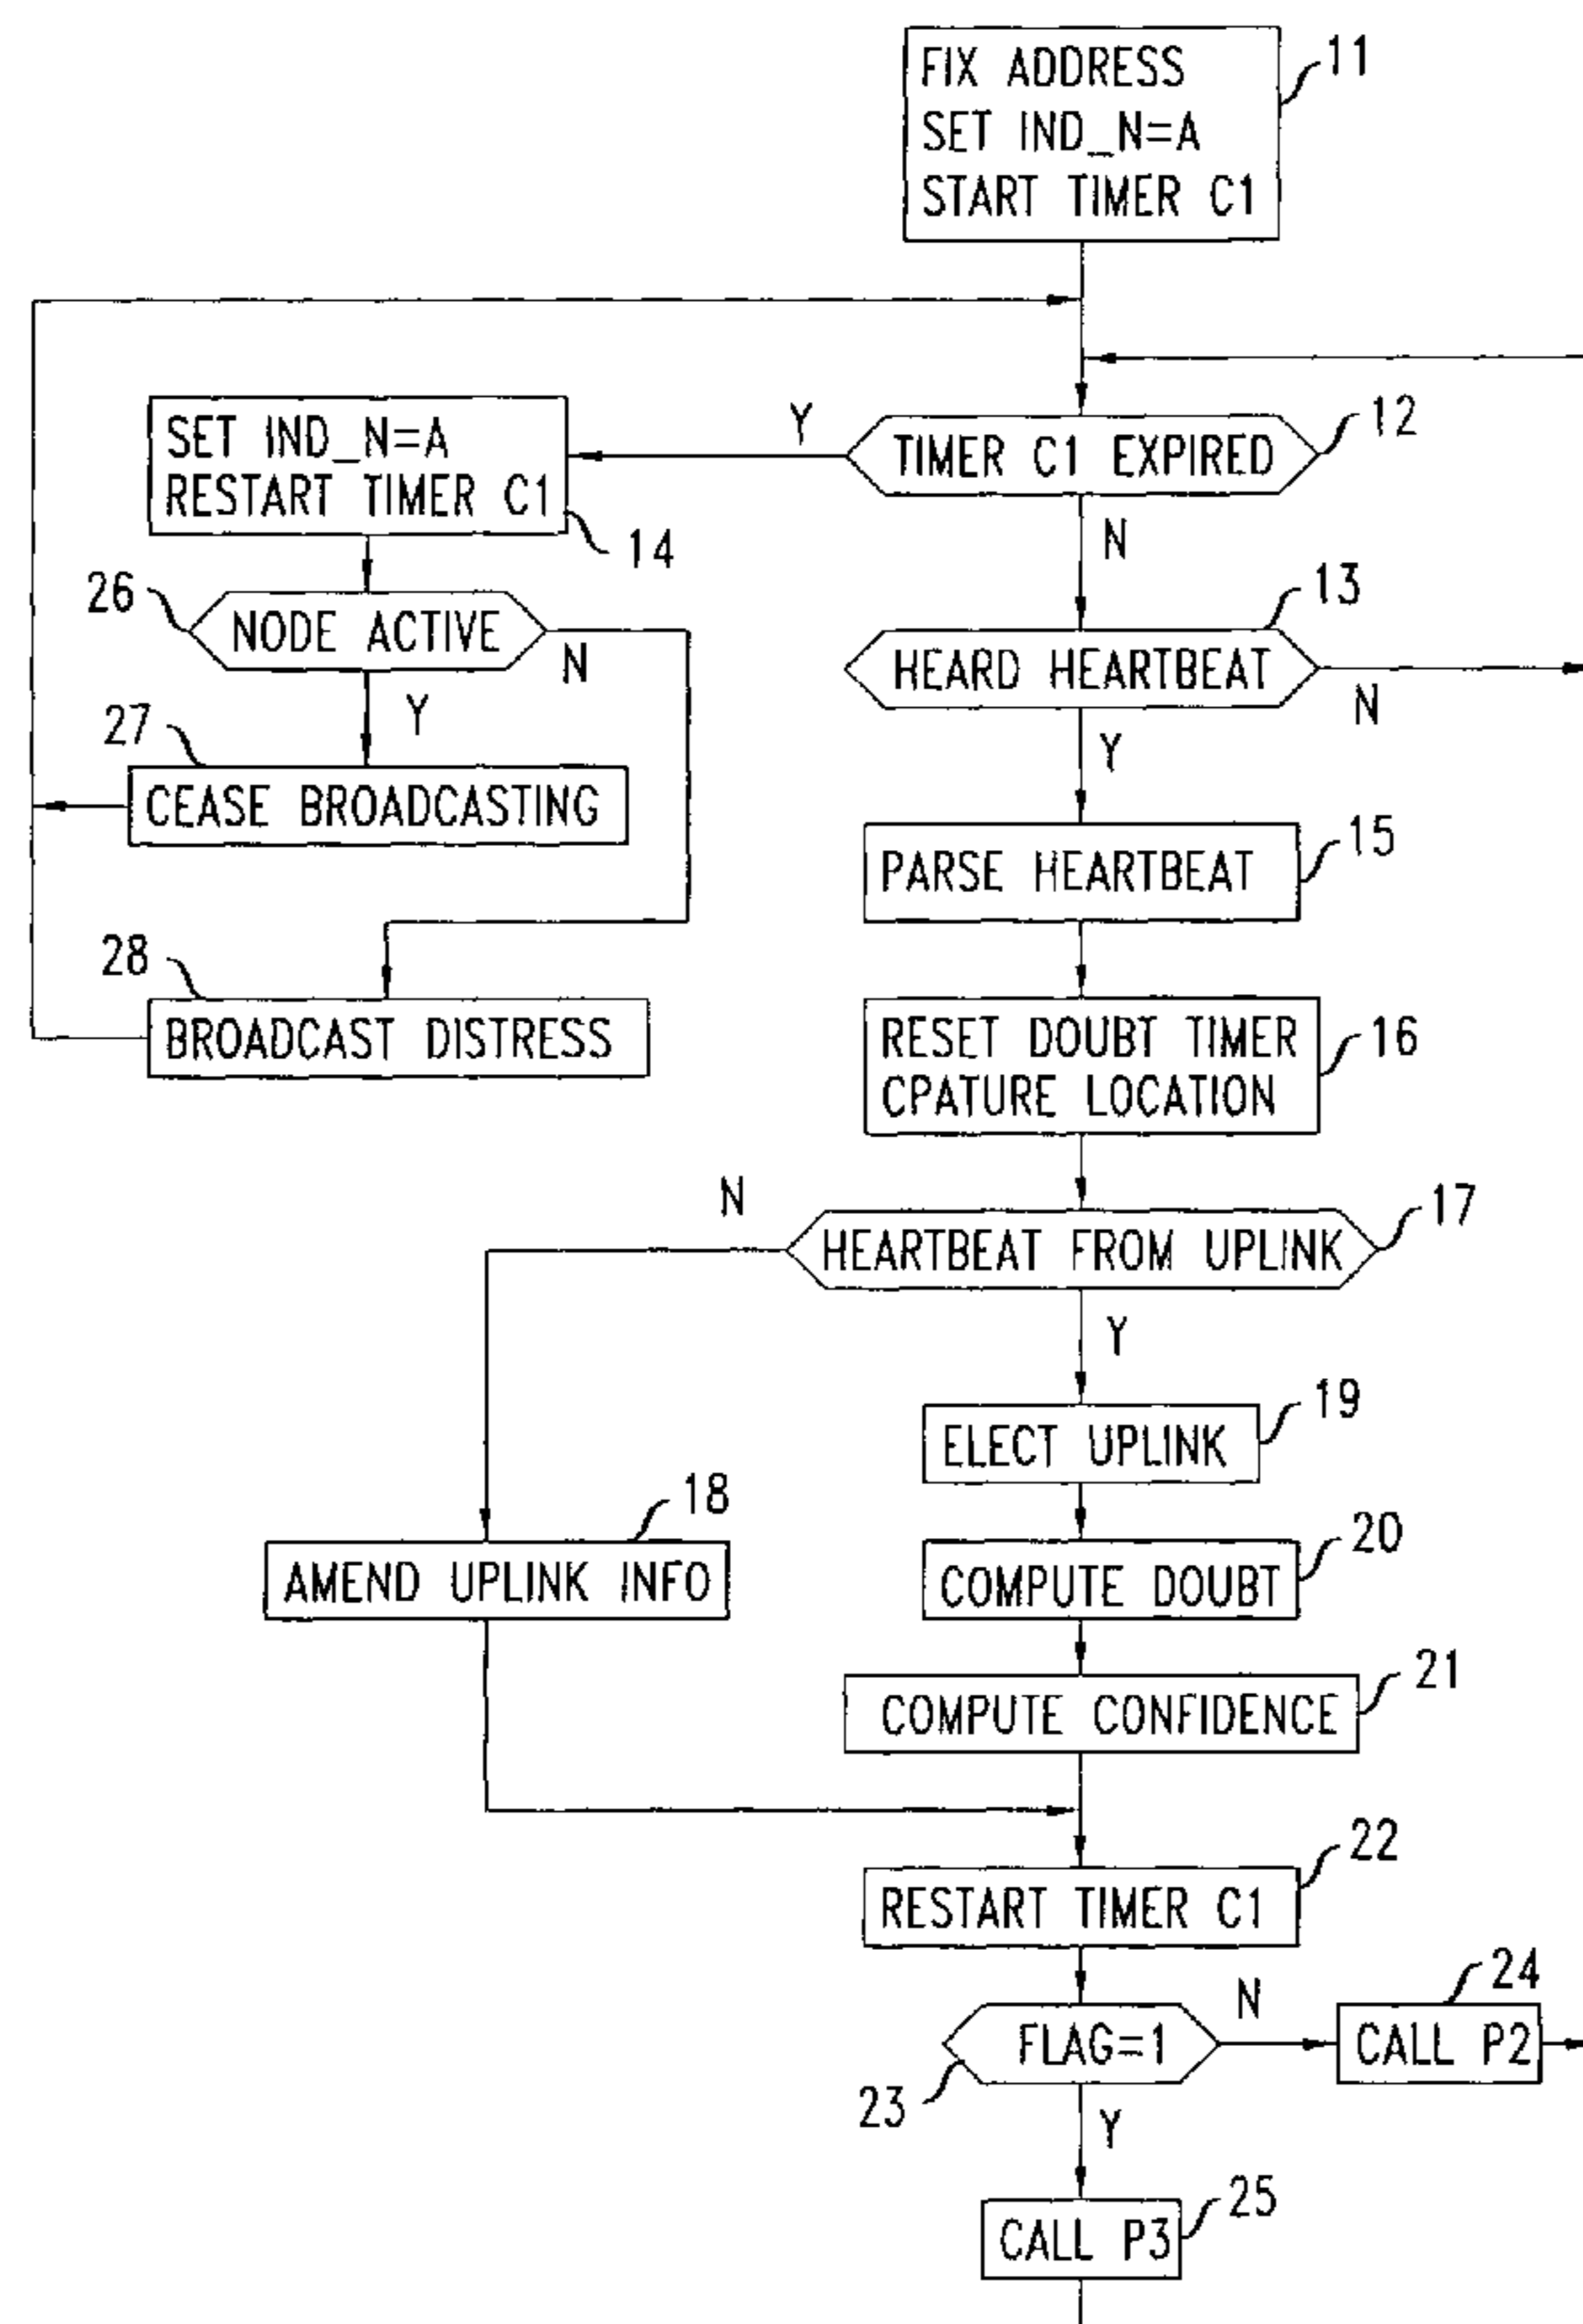 FIX ADDRESS
SET IND_N=A
START TIMER C1
11
SET IND_N=A
RESTART TIMER C1
14
Y
TIMER C1 EXPIRED
12
N
26
NODE ACTIVE
N
Y
HEARD HEARTBEAT
13
N
Y
27
CEASE BROADCASTING
PARSE HEARTBEAT
15
28
BROADCAST DISTRESS
RESET DOUBT TIMER
CPATURE LOCATION
16
N
HEARTBEAT FROM UPLINK
17
Y
ELECT UPLINK
19
18
AMEND UPLINK INFO
COMPUTE DOUBT
20
COMPUTE CONFIDENCE
21
RESTART TIMER C1
22
FLAG=1
23
N
24
CALL P2
Y
CALL P3
25